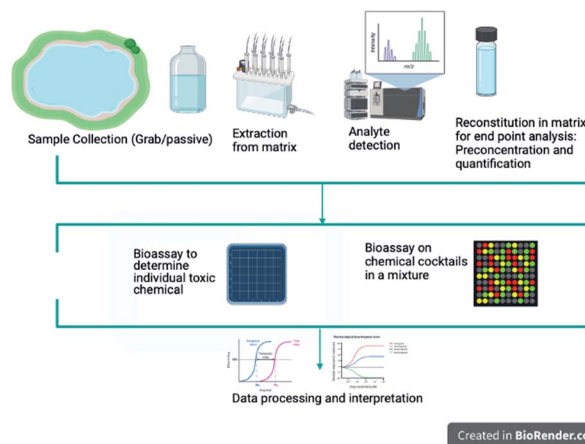 Intensity
m/z
Sample Collection (Grab/passive)
Extraction
from matrix
Analyte
detection
Reconstitution in matrix
for end point analysis:
Preconcentration and
quantification
Bioassay to
determine
individual toxic
chemical
Bioassay on
chemical cocktails
in a mixture
Data processing and interpretation
Created in BioRender.co